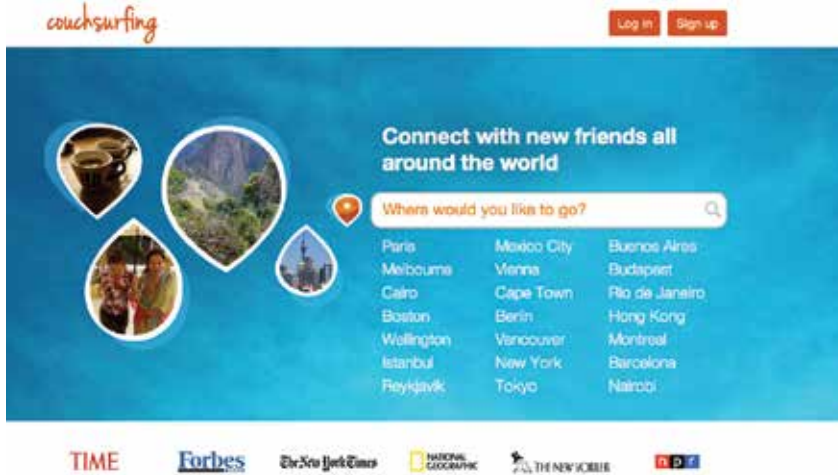 couchsurfing
Log in Sign up
Connect with new friends all
around the world
Where would you like to go?
Paris Mexico City Buenos Aires
Melbourne Vienna Budapest
Cairo Cape Town Rio de Janeiro
Boston Berlin Hong Kong
Wellington Vancouver Montreal
Istanbul New York Barcelona
Reykjavik Tokyo Nairobi
TIME Forbes The New York Times NATIONAL GEOGRAPHIC THE NEW YORKER npr